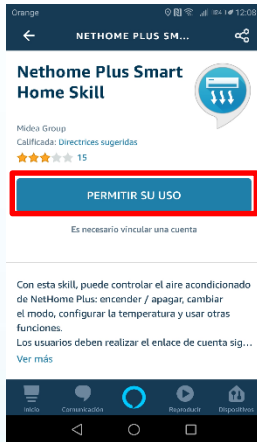 Orange 12:08
NETHOME PLUS SM...
Nethome Plus Smart
Home Skill
Midea Group
Calificada: Directrices sugeridas
15
PERMITIR SU USO
Es necesario vincular una cuenta
Con esta skill, puede controlar el aire acondicionado
de NetHome Plus: encender / apagar, cambiar
el modo, configurar la temperatura y usar otras
funciones.
Los usuarios deben realizar el enlace de cuenta sig...
Ver más
Inicio Comunicación Reproducir Dispositivos